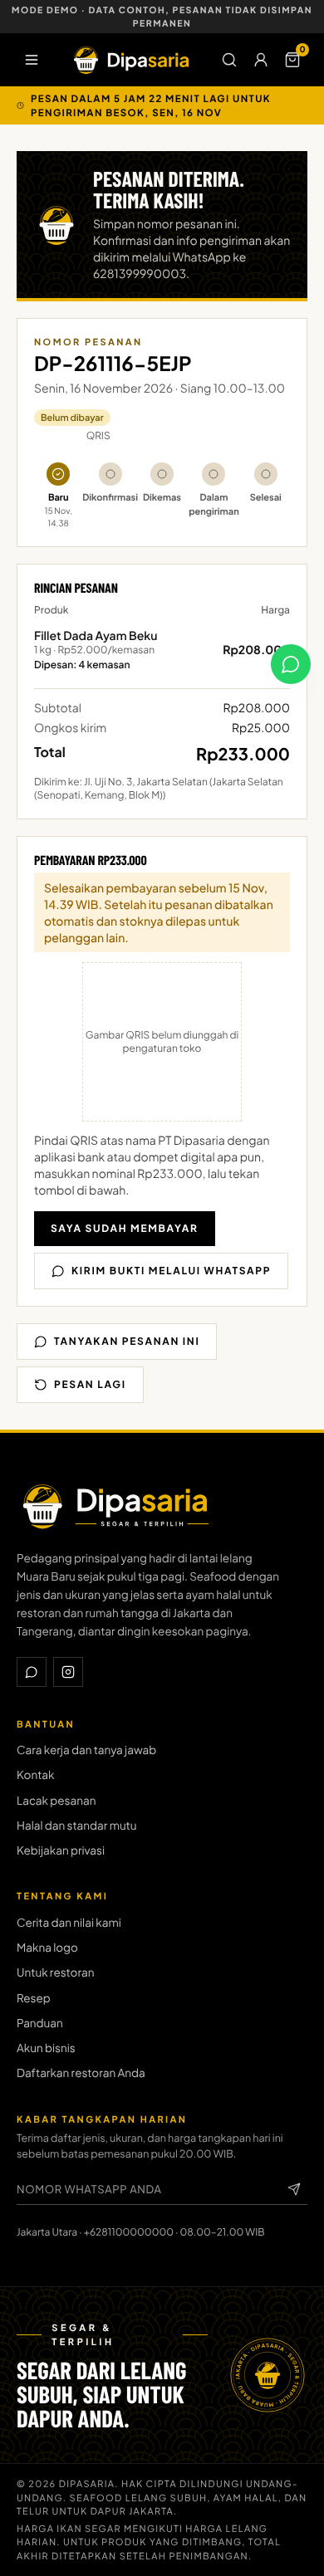 MODE DEMO · DATA CONTOH, PESANAN TIDAK DISIMPAN
PERMANEN
Dipasaria
0
PESAN DALAM 5 JAM 22 MENIT LAGI UNTUK
PENGIRIMAN BESOK, SEN, 16 NOV
PESANAN DITERIMA.
TERIMA KASIH!
Simpan nomor pesanan ini.
Konfirmasi dan info pengiriman akan
dikirim melalui WhatsApp ke
6281399990003.
NOMOR PESANAN
DP-261116-5EJP
Senin, 16 November 2026 · Siang 10.00–13.00
Belum dibayar
QRIS
Baru
Dikonfirmasi
Dikemas
Dalam
pengiriman
Selesai
15 Nov,
14.38
RINCIAN PESANAN
Produk
Harga
Fillet Dada Ayam Beku
1 kg · Rp52.000/kemasan
Rp208.00
Dipesan: 4 kemasan
Subtotal
Rp208.000
Ongkos kirim
Rp25.000
Total
Rp233.000
Dikirim ke: Jl. Uji No. 3, Jakarta Selatan (Jakarta Selatan
(Senopati, Kemang, Blok M))
PEMBAYARAN RP233.000
Selesaikan pembayaran sebelum 15 Nov,
14.39 WIB. Setelah itu pesanan dibatalkan
otomatis dan stoknya dilepas untuk
pelanggan lain.
Gambar QRIS belum diunggah di
pengaturan toko
Pindai QRIS atas nama PT Dipasaria dengan
aplikasi bank atau dompet digital apa pun,
masukkan nominal Rp233.000, lalu tekan
tombol di bawah.
SAYA SUDAH MEMBAYAR
KIRIM BUKTI MELALUI WHATSAPP
TANYAKAN PESANAN INI
PESAN LAGI
Dipasaria
SEGAR & TERPILIH
Pedagang prinsipal yang hadir di lantai lelang
Muara Baru sejak pukul tiga pagi. Seafood dengan
jenis dan ukuran yang jelas serta ayam halal untuk
restoran dan rumah tangga di Jakarta dan
Tangerang, diantar dingin keesokan paginya.
BANTUAN
Cara kerja dan tanya jawab
Kontak
Lacak pesanan
Halal dan standar mutu
Kebijakan privasi
TENTANG KAMI
Cerita dan nilai kami
Makna logo
Untuk restoran
Resep
Panduan
Akun bisnis
Daftarkan restoran Anda
KABAR TANGKAPAN HARIAN
Terima daftar jenis, ukuran, dan harga tangkapan hari ini
sebelum batas pemesanan pukul 20.00 WIB.
NOMOR WHATSAPP ANDA
Jakarta Utara · +6281100000000 · 08.00–21.00 WIB
SEGAR &
TERPILIH
SEGAR DARI LELANG
SUBUH, SIAP UNTUK
DAPUR ANDA.
DIPASARIA · SEGAR & TERPILIH · MUARA BARU · JAKARTA ·
© 2026 DIPASARIA. HAK CIPTA DILINDUNGI UNDANG-
UNDANG. SEAFOOD LELANG SUBUH, AYAM HALAL, DAN
TELUR UNTUK DAPUR JAKARTA.
HARGA IKAN SEGAR MENGIKUTI HARGA LELANG
HARIAN. UNTUK PRODUK YANG DITIMBANG, TOTAL
AKHIR DITETAPKAN SETELAH PENIMBANGAN.